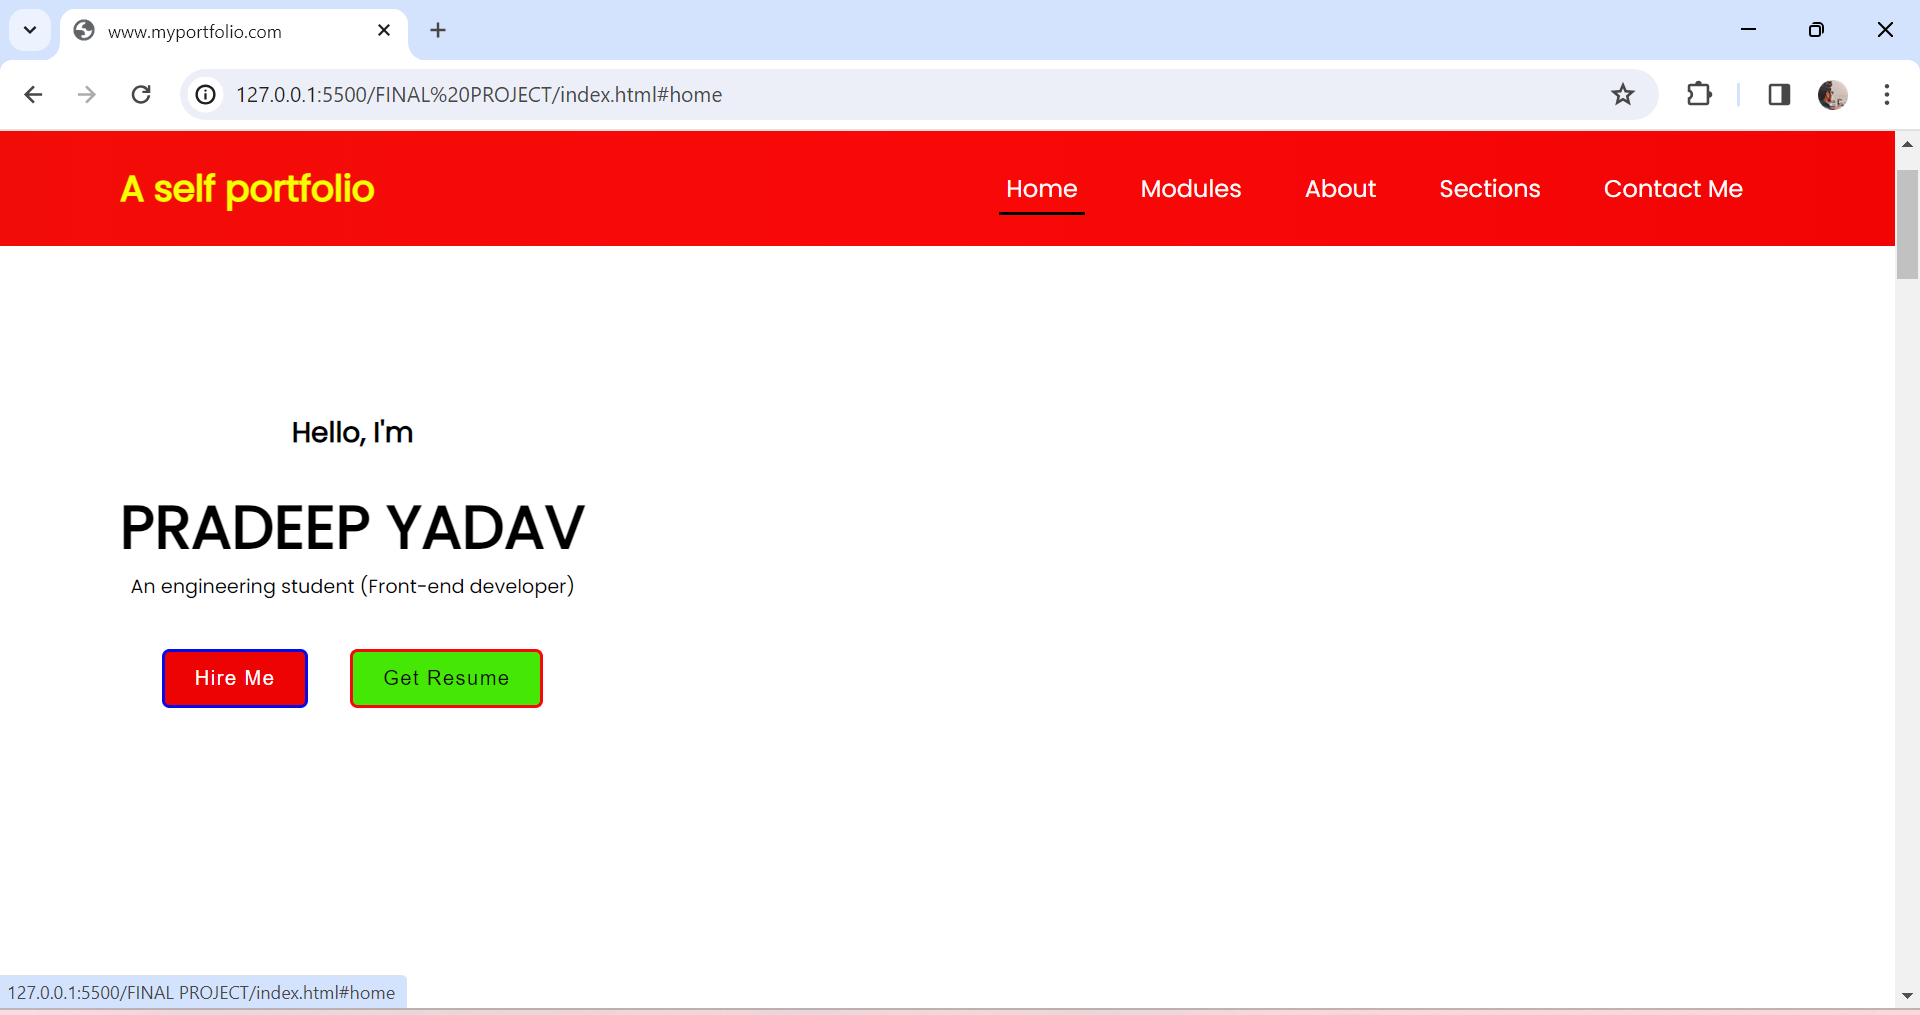 www.myportfolio.com
127.0.0.1:5500/FINAL%20PROJECT/index.html#home
A self portfolio
Home Modules About Sections Contact Me
Hello, I'm
PRADEEP YADAV
An engineering student (Front-end developer)
Hire Me Get Resume
127.0.0.1:5500/FINAL PROJECT/index.html#home